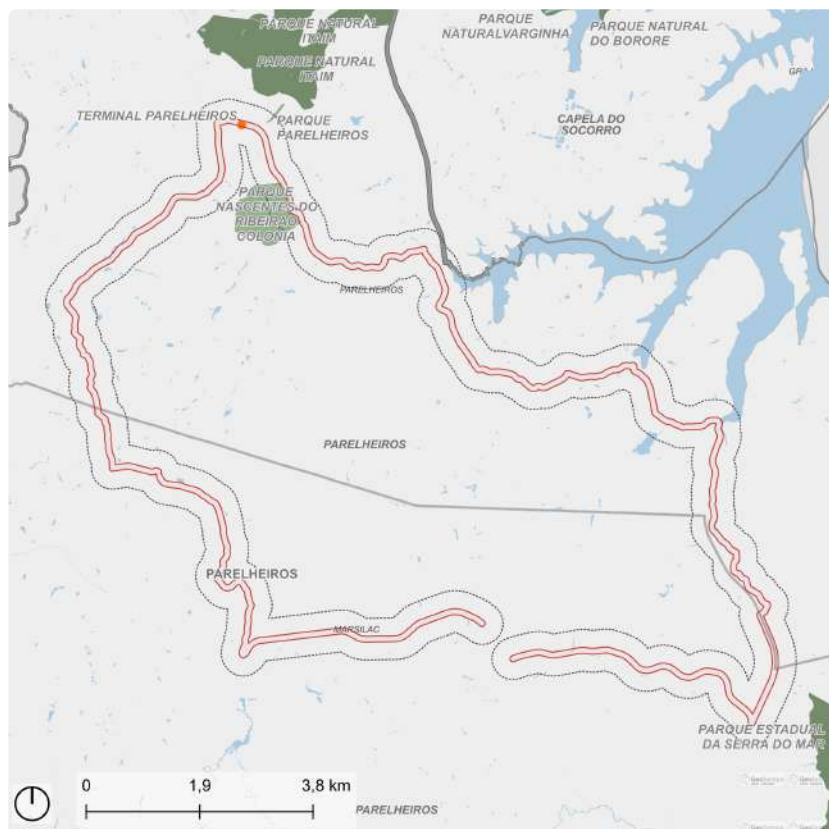 PARQUE NATURAL
ITAIM
PARQUE NATURAL
ITAIM
PARQUE
NATURALVARGINHA
PARQUE NATURAL
DO BORORE
TERMINAL PARELHEIROS
PARQUE
PARELHEIROS
CAPELA DO
SOCORRO
PARQUE
NASCENTES DO
RIBEIRÃO
COLONIA
PARELHEIROS
PARELHEIROS
PARELHEIROS
MARSILAC
PARQUE ESTADUAL
DA SERRA DO MAR
0 1,9 3,8 km
PARELHEIROS